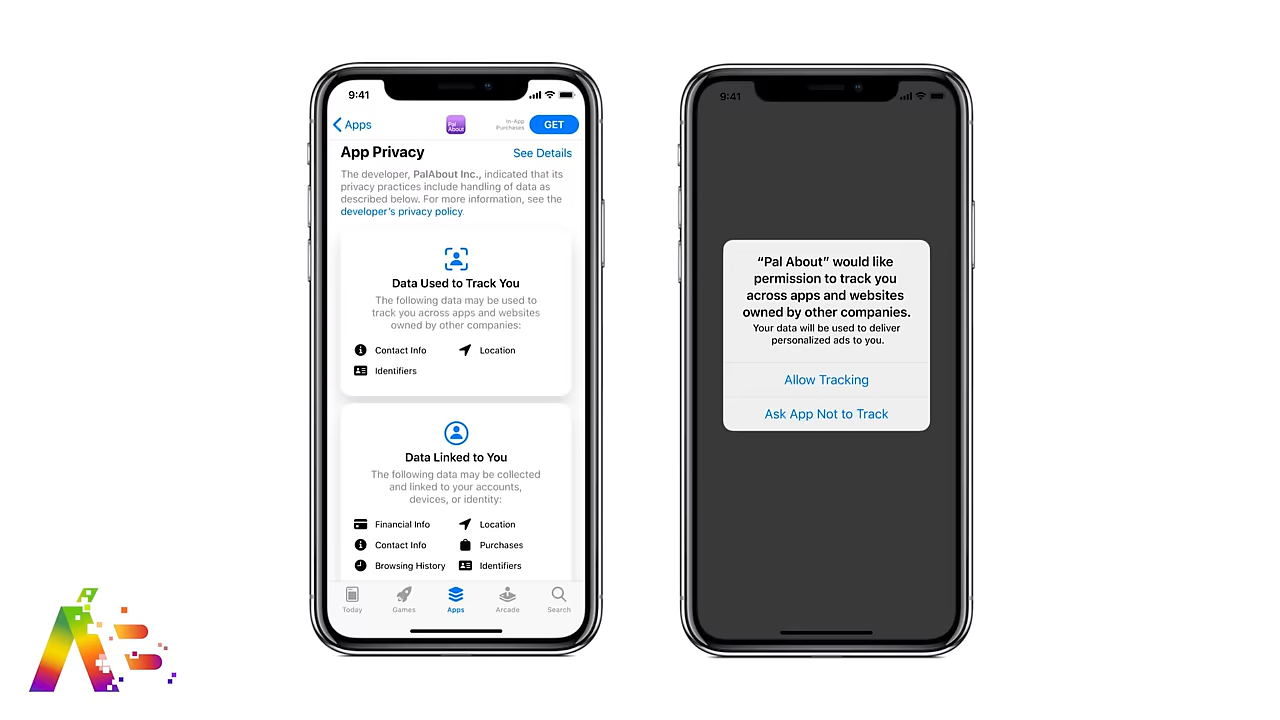 9:41
Apps
Pal
About
In-App
Purchases
GET
App Privacy
See Details
The developer, PalAbout Inc., indicated that its
privacy practices include handling of data as
described below. For more information, see the
developer's privacy policy.
Data Used to Track You
The following data may be used to
track you across apps and websites
owned by other companies:
Contact Info
Location
Identifiers
Data Linked to You
The following data may be collected
and linked to your accounts,
devices, or identity:
Financial Info
Location
Contact Info
Purchases
Browsing History
Identifiers
Today
Games
Apps
Arcade
Search
9:41
“Pal About” would like
permission to track you
across apps and websites
owned by other companies.
Your data will be used to deliver
personalized ads to you.
Allow Tracking
Ask App Not to Track